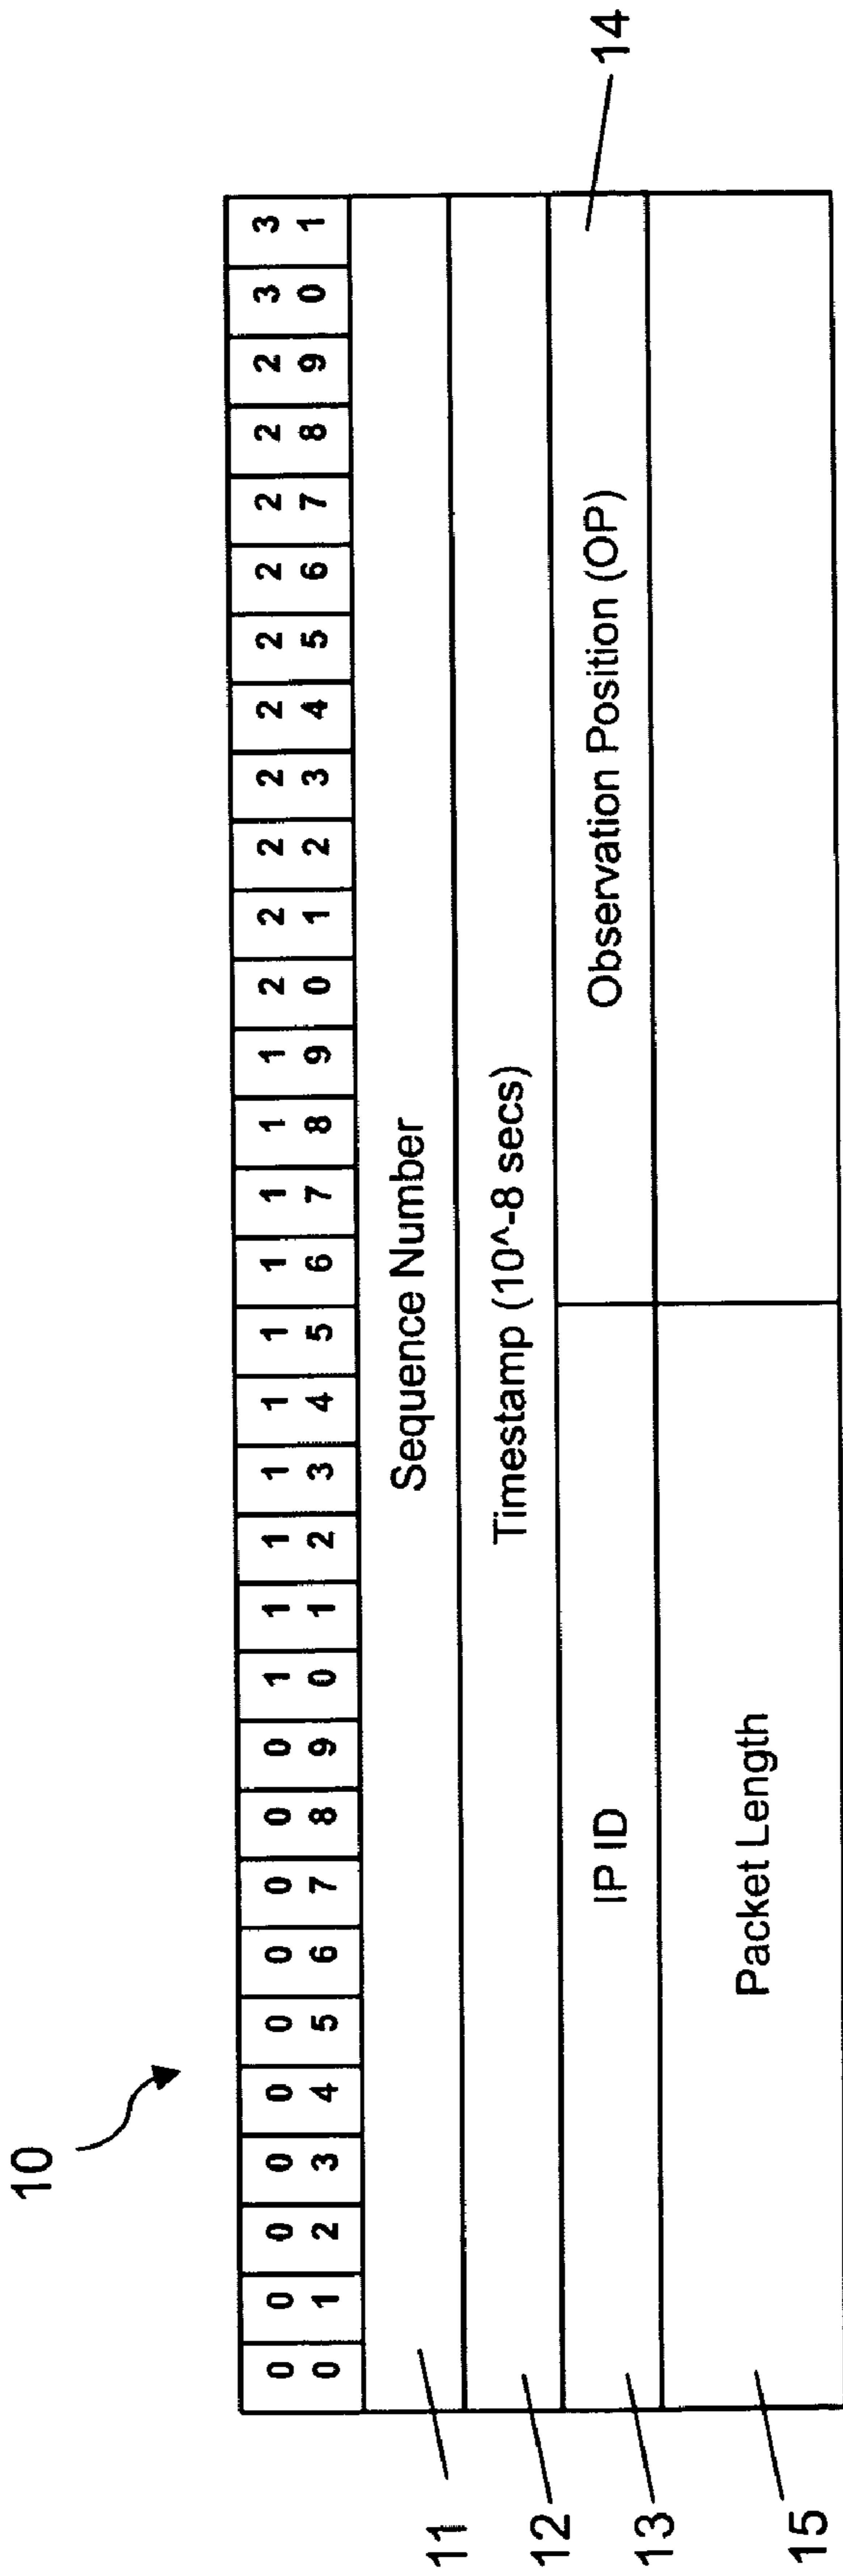 10
0 0 0 0 0 0 0 0 0 0 1 1 1 1 1 1 1 1 1 1 2 2 2 2 2 2 2 2 2 2 3 3
0 1 2 3 4 5 6 7 8 9 0 1 2 3 4 5 6 7 8 9 0 1 2 3 4 5 6 7 8 9 0 1
11 Sequence Number
12 Timestamp (10^-8 secs)
13 IP ID Observation Position (OP) 14
15 Packet Length